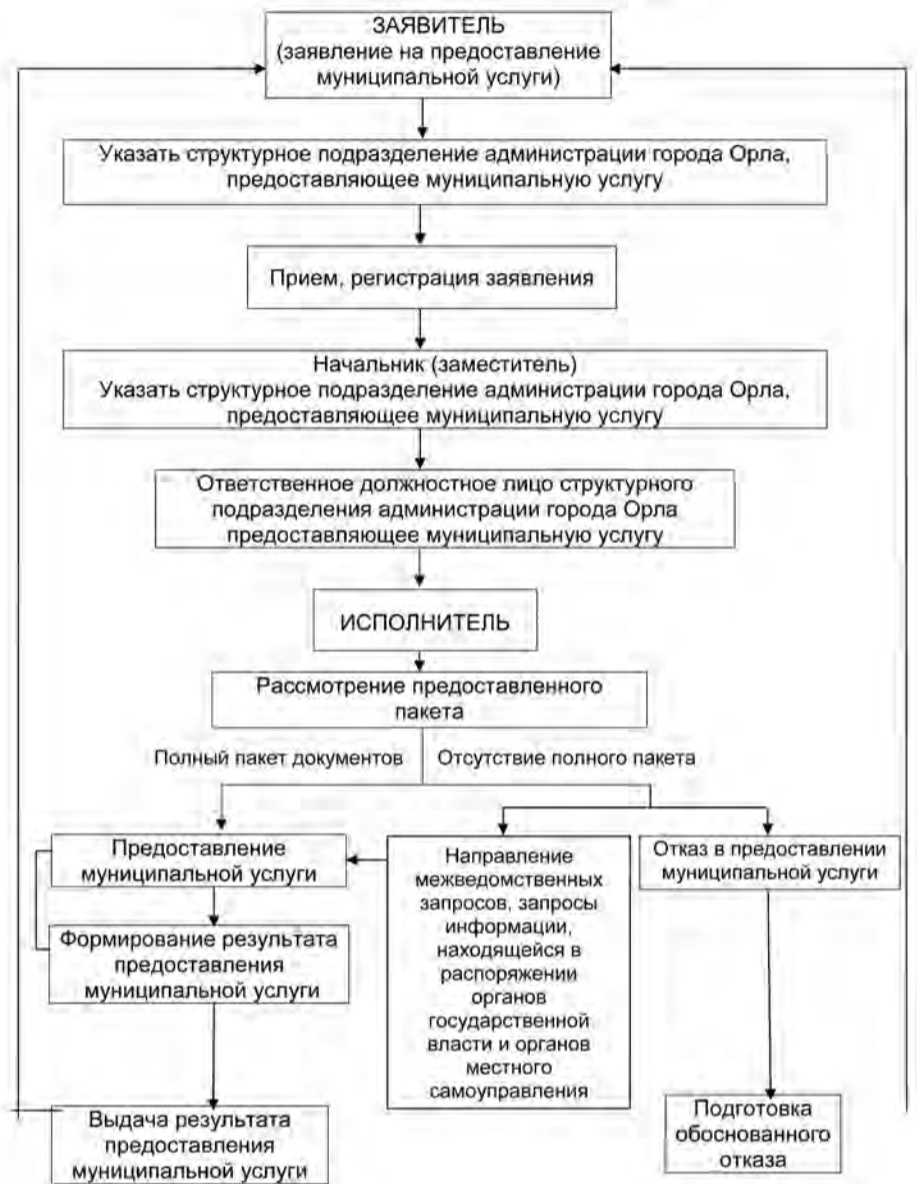 ЗАЯВИТЕЛЬ
(заявление на предоставление
муниципальной услуги)
Указать структурное подразделение администрации города Орла,
предоставляющее муниципальную услугу
Прием, регистрация заявления
Начальник (заместитель)
Указать структурное подразделение администрации города Орла,
предоставляющее муниципальную услугу
Ответственное должностное лицо структурного
подразделения администрации города Орла
предоставляющее муниципальную услугу
ИСПОЛНИТЕЛЬ
Рассмотрение предоставленного
пакета
Полный пакет документов
Отсутствие полного пакета
Предоставление
муниципальной услуги
Формирование результата
предоставления
муниципальной услуги
Выдача результата
предоставления
муниципальной услуги
Направление
межведомственных
запросов, запросы
информации,
находящейся в
распоряжении
органов
государственной
власти и органов
местного
самоуправления
Отказ в предоставлении
муниципальной услуги
Подготовка
обоснованного
отказа